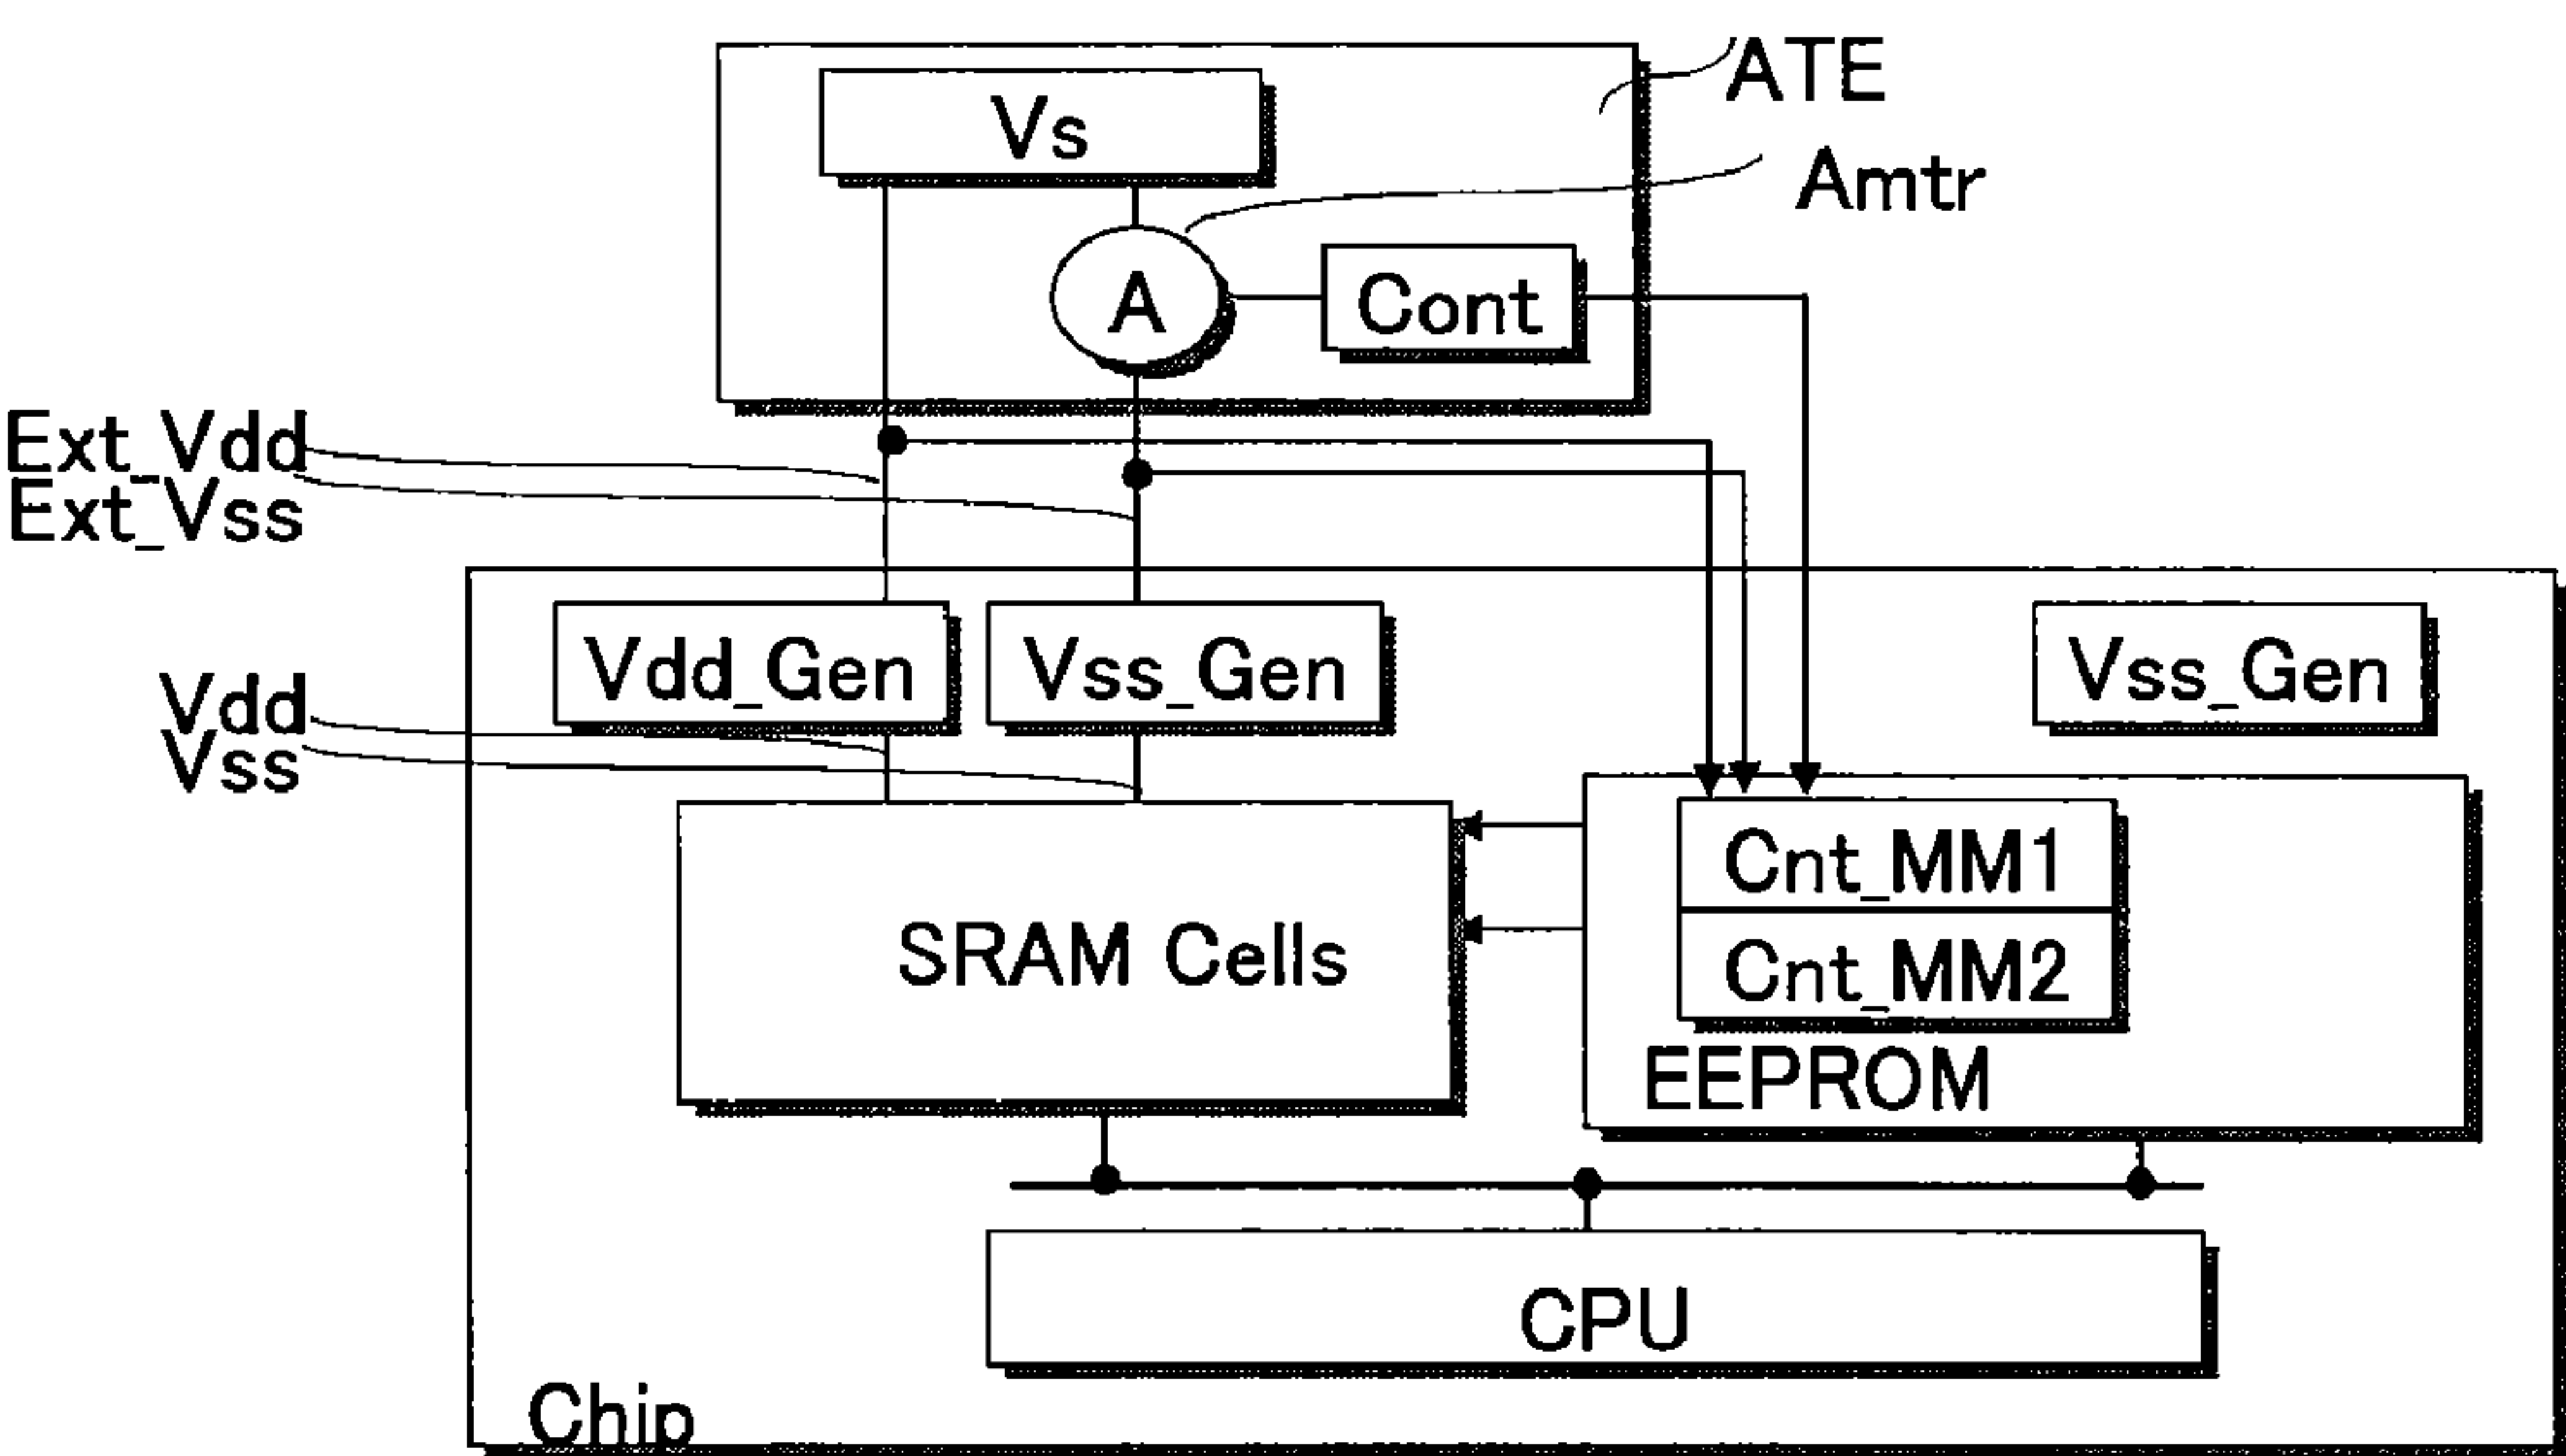 ATE
Vs
Amtr
A
Cont
Ext_Vdd
Ext_Vss
Vdd_Gen
Vss_Gen
Vss_Gen
Vdd
Vss
Cnt_MM1
SRAM Cells
Cnt_MM2
EEPROM
CPU
Chip